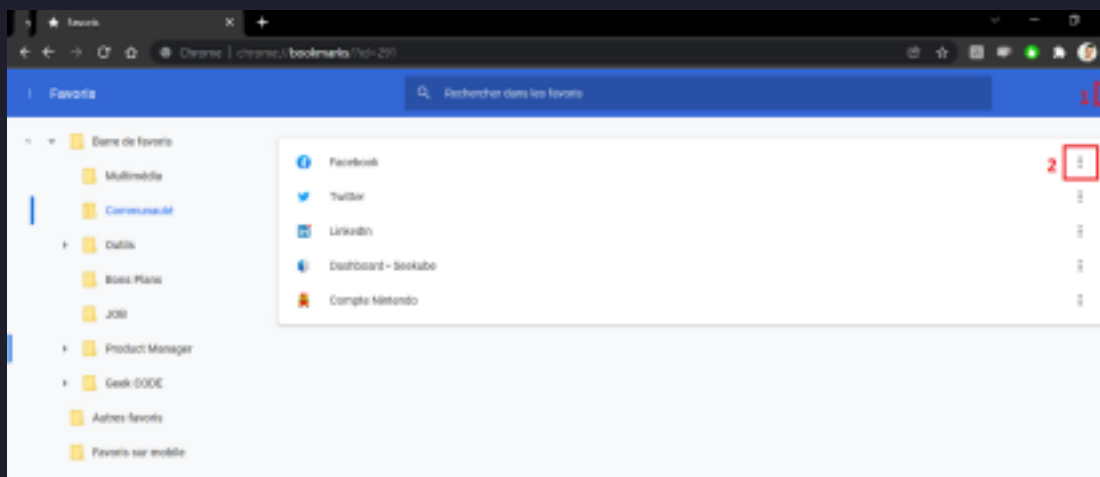 Favoris
Chrome | chrome://bookmarks/?id=291
Favoris
Rechercher dans les favoris
1
Barre de favoris
Multimédia
Communauté
Outils
Bons Plans
JOB
Product Manager
Geek CODE
Autres favoris
Favoris sur mobile
Facebook
2
Twitter
LinkedIn
Dashboard – Seekube
Compte Nintendo